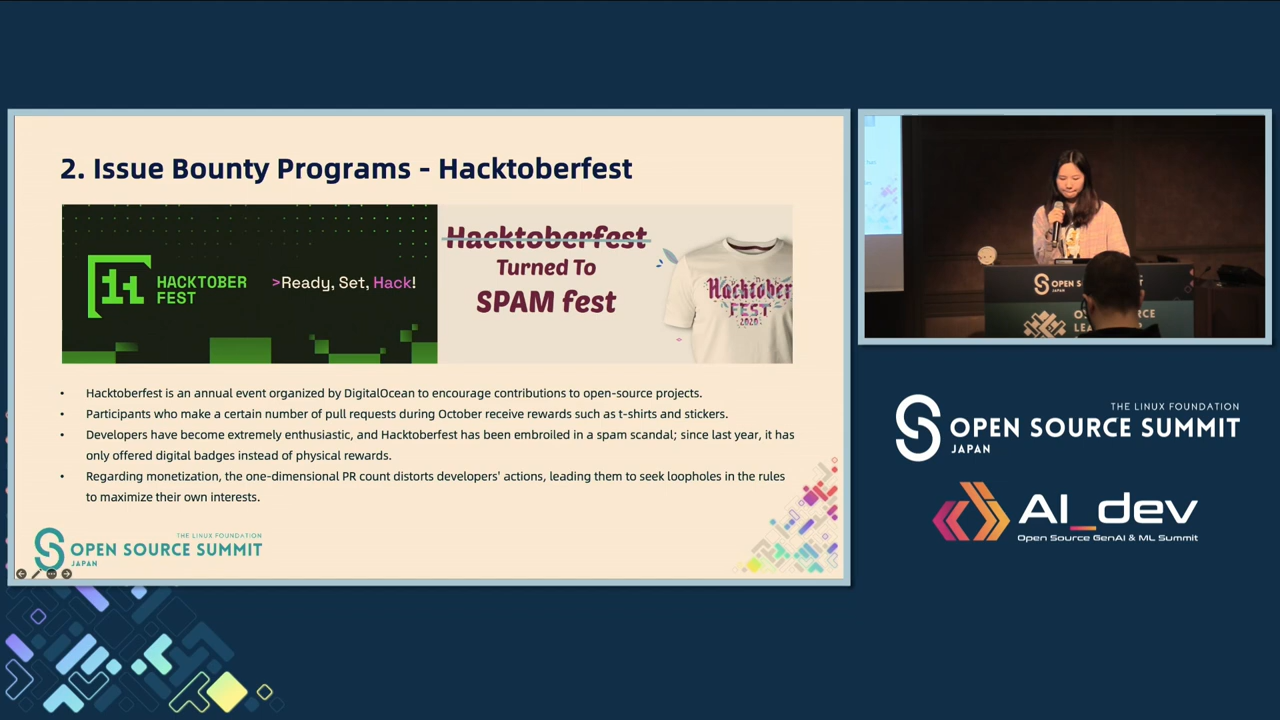 2. Issue Bounty Programs - Hacktoberfest
HACKTOBER
FEST
>Ready, Set, Hack!
Hacktoberfest
Turned To
SPAM fest
Hacktober
FEST
2020
• Hacktoberfest is an annual event organized by DigitalOcean to encourage contributions to open-source projects.
• Participants who make a certain number of pull requests during October receive rewards such as t-shirts and stickers.
• Developers have become extremely enthusiastic, and Hacktoberfest has been embroiled in a spam scandal; since last year, it has
only offered digital badges instead of physical rewards.
• Regarding monetization, the one-dimensional PR count distorts developers' actions, leading them to seek loopholes in the rules
to maximize their own interests.
THE LINUX FOUNDATION
OPEN SOURCE SUMMIT
JAPAN
THE LINUX FOUNDATION
OPEN SOURCE SUMMIT
JAPAN
AI_dev
Open Source GenAI & ML Summit